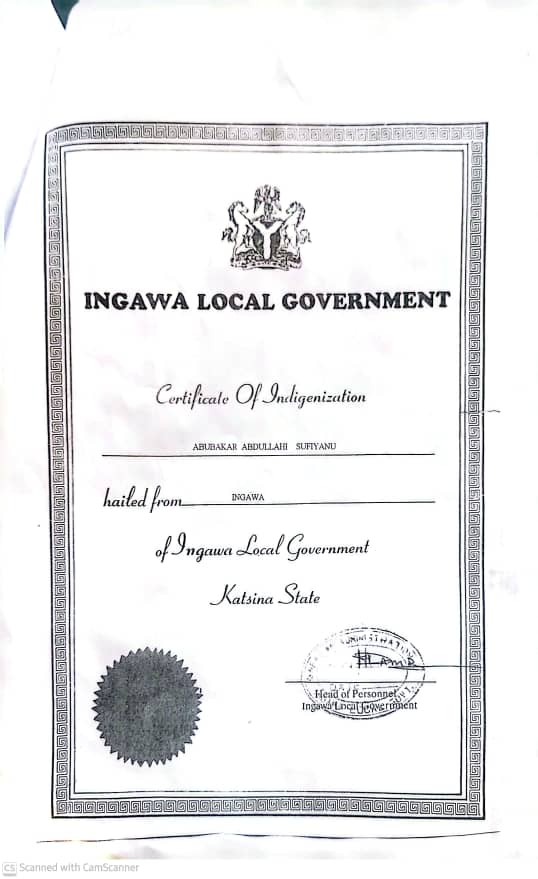 INGAWA LOCAL GOVERNMENT
Certificate Of Indigenization
ABUBAKAR ABDULLAHI SUFIYANU
hailed from INGAWA
of Ingawa Local Government
Katsina State
Head of Personnel
Ingawa Local Government
CS Scanned with CamScanner